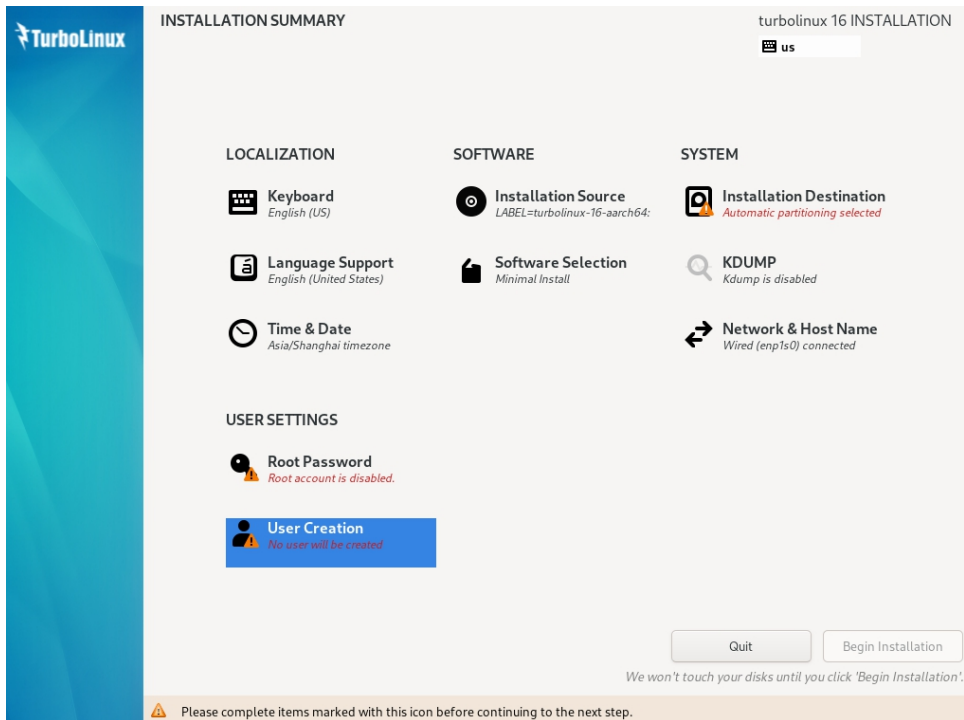 TurboLinux
INSTALLATION SUMMARY
turbolinux 16 INSTALLATION
us
LOCALIZATION
Keyboard
English (US)
Language Support
English (United States)
Time & Date
Asia/Shanghai timezone
SOFTWARE
Installation Source
LABEL=turbolinux-16-aarch64:
Software Selection
Minimal Install
SYSTEM
Installation Destination
Automatic partitioning selected
KDUMP
Kdump is disabled
Network & Host Name
Wired (enp1s0) connected
USER SETTINGS
Root Password
Root account is disabled.
User Creation
No user will be created
Quit
Begin Installation
We won't touch your disks until you click 'Begin Installation'.
Please complete items marked with this icon before continuing to the next step.